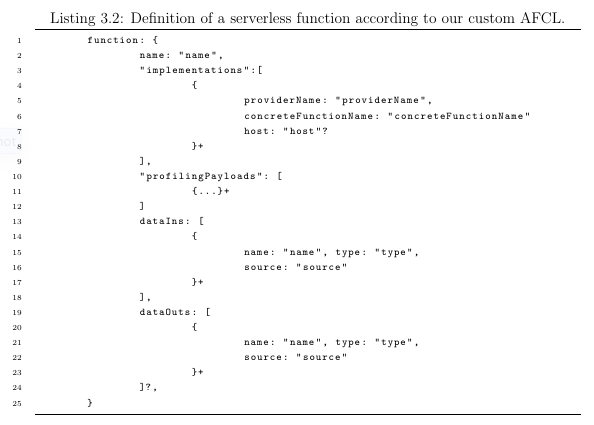 Listing 3.2: Definition of a serverless function according to our custom AFCL.
1 function: {
2 name: "name",
3 "implementations":[
4 {
5 providerName: "providerName",
6 concreteFunctionName: "concreteFunctionName"
7 host: "host"?
8 }+
9 ],
10 "profilingPayloads": [
11 {...}+
12 ]
13 dataIns: [
14 {
15 name: "name", type: "type",
16 source: "source"
17 }+
18 ],
19 dataOuts: [
20 {
21 name: "name", type: "type",
22 source: "source"
23 }+
24 ]?,
25 }